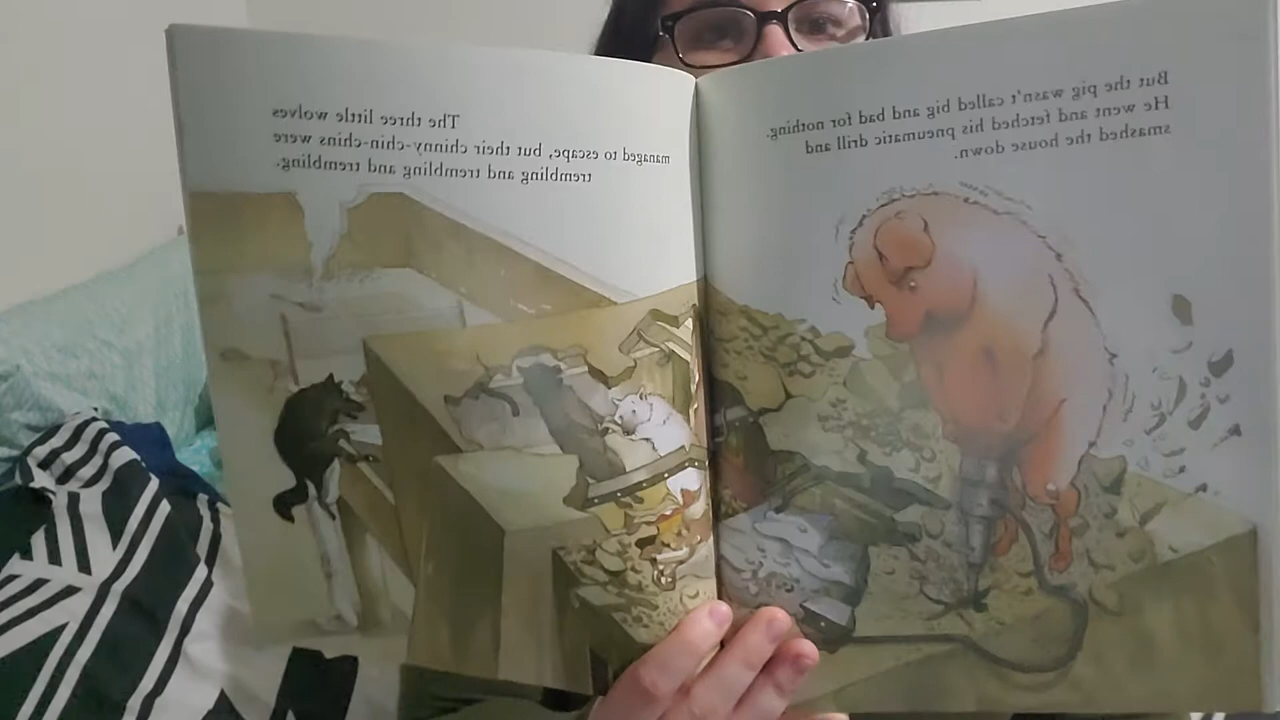 But the pig wasn't called big and bad for nothing.
He went and fetched his pneumatic drill and
smashed the house down.
The three little wolves
managed to escape, but their chinny-chin-chins were
trembling and trembling and trembling.